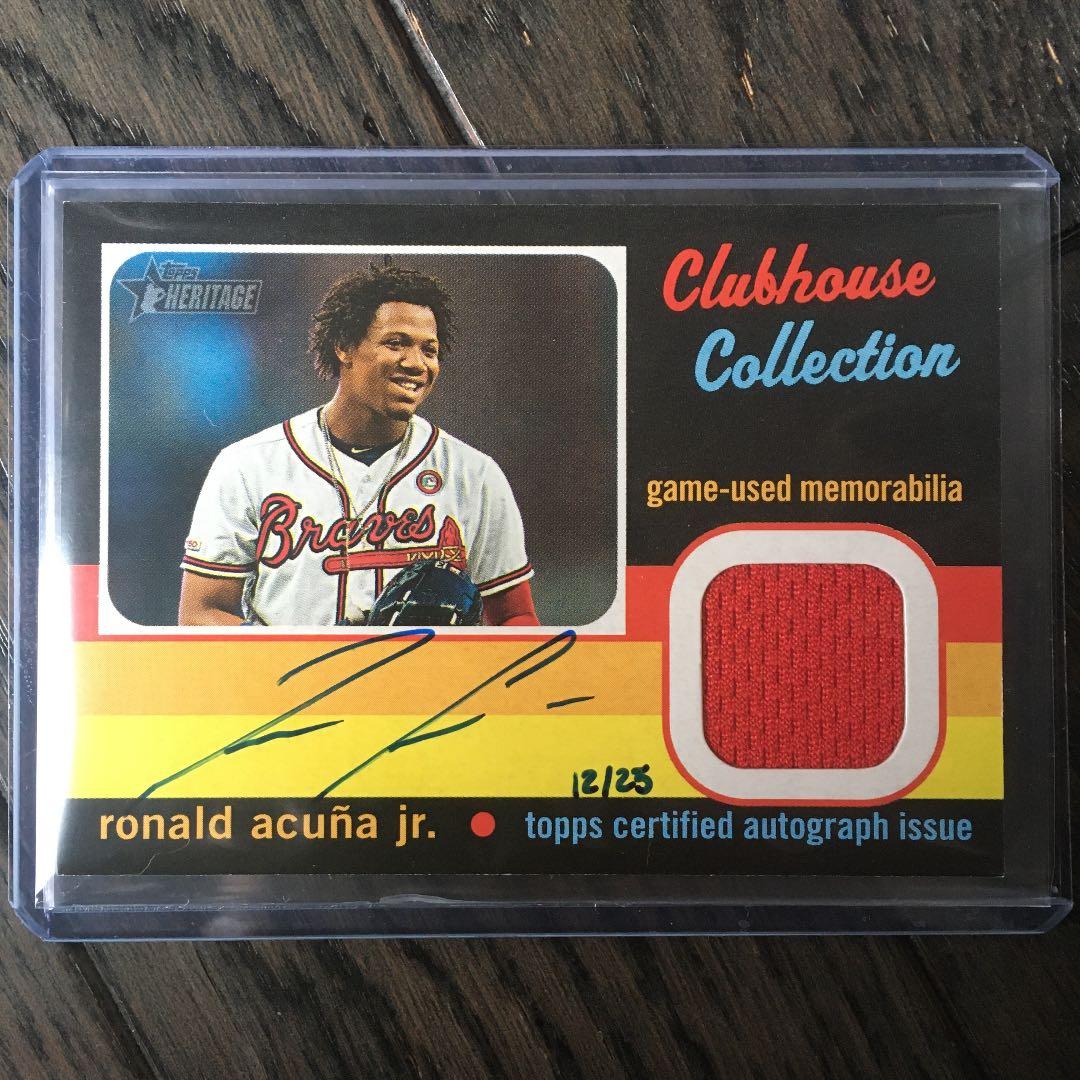 topps
HERITAGE
Clubhouse
Collection
Braves
game-used memorabilia
12/25
ronald acuña jr. • topps certified autograph issue